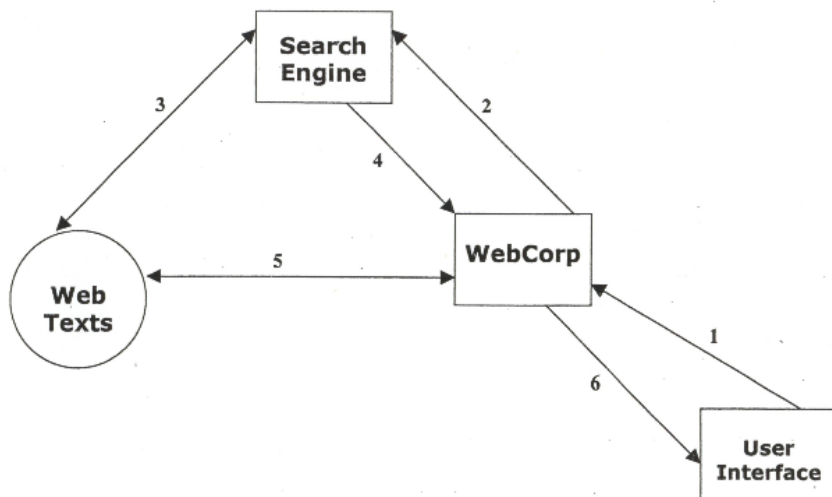 Search
Engine
3
2
4
WebCorp
5
Web
Texts
1
6
User
Interface